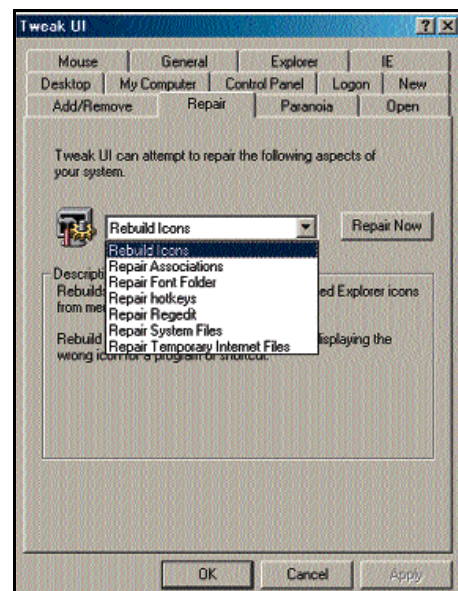 Tweak UI
Mouse General Explorer IE
Desktop My Computer Control Panel Logon New
Add/Remove Repair Paranoia Open
Tweak UI can attempt to repair the following aspects of
your system.
Rebuild Icons
Repair Now
Rebuild Icons
Repair Associations
Repair Font Folder
Repair hotkeys
Repair Regedit
Repair System Files
Repair Temporary Internet Files
Rebuild Explorer icons
from
Rebuild the
wrong icon for a program or shortcut.
OK Cancel Apply